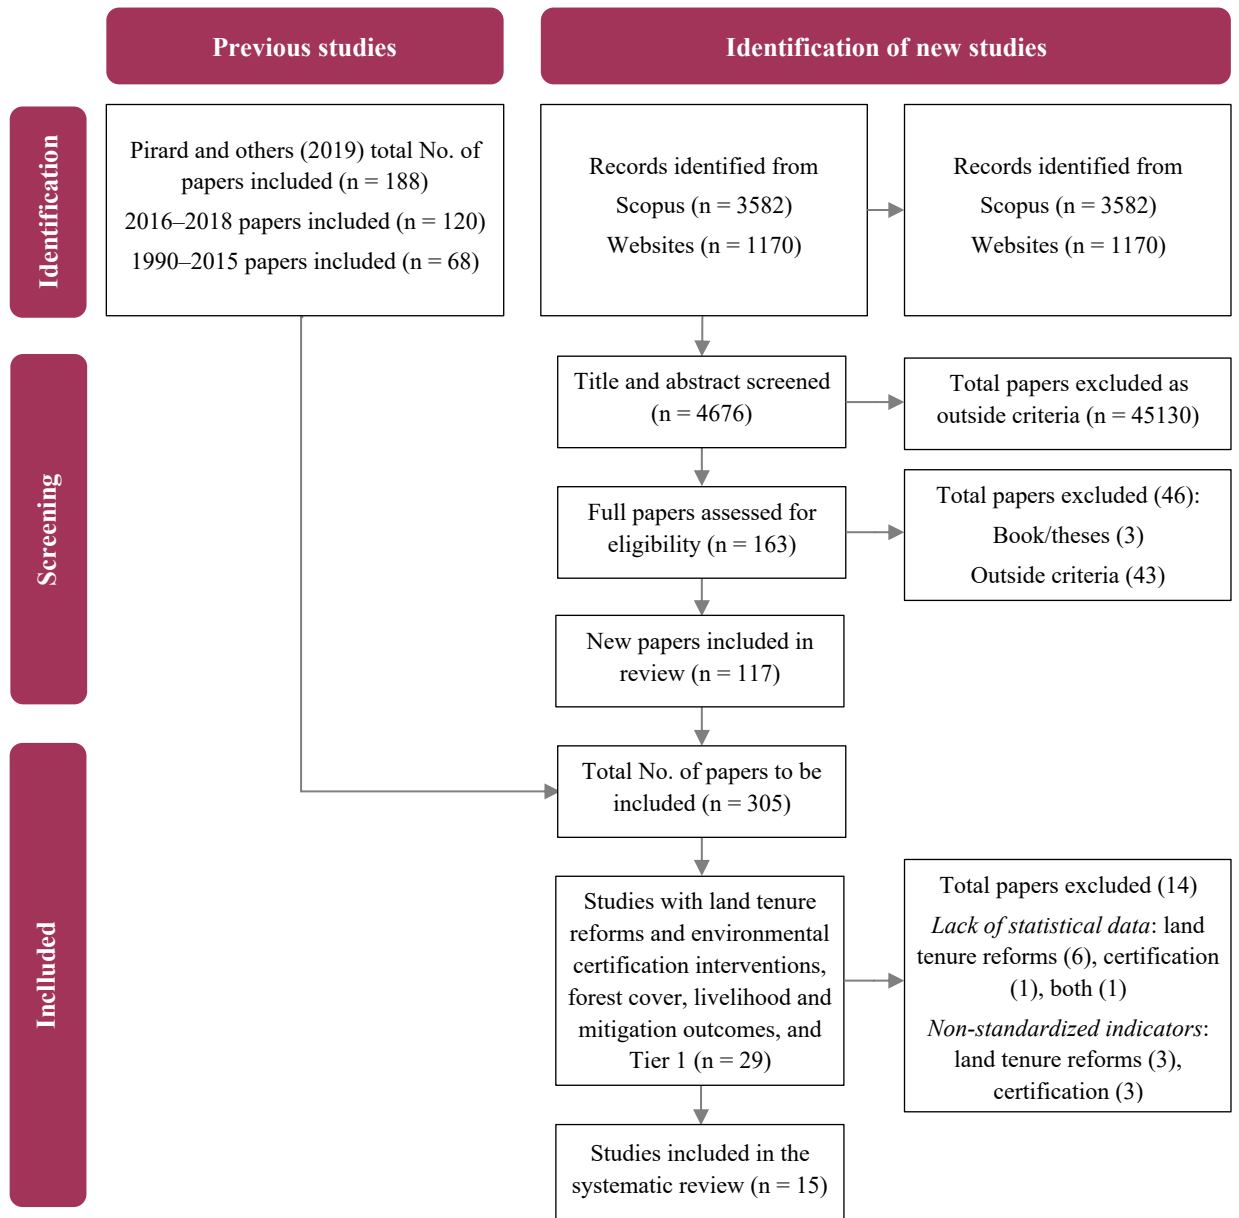 Previous studies
Identification of new studies
Identification
Pirard and others (2019) total No. of
papers included (n = 188)
2016–2018 papers included (n = 120)
1990–2015 papers included (n = 68)
Records identified from
Scopus (n = 3582)
Websites (n = 1170)
Records identified from
Scopus (n = 3582)
Websites (n = 1170)
Screening
Title and abstract screened
(n = 4676)
Total papers excluded as
outside criteria (n = 45130)
Full papers assessed for
eligibility (n = 163)
Total papers excluded (46):
Book/theses (3)
Outside criteria (43)
New papers included in
review (n = 117)
Inclluded
Total No. of papers to be
included (n = 305)
Studies with land tenure
reforms and environmental
certification interventions,
forest cover, livelihood and
mitigation outcomes, and
Tier 1 (n = 29)
Total papers excluded (14)
Lack of statistical data: land
tenure reforms (6), certification
(1), both (1)
Non-standardized indicators:
land tenure reforms (3),
certification (3)
Studies included in the
systematic review (n = 15)